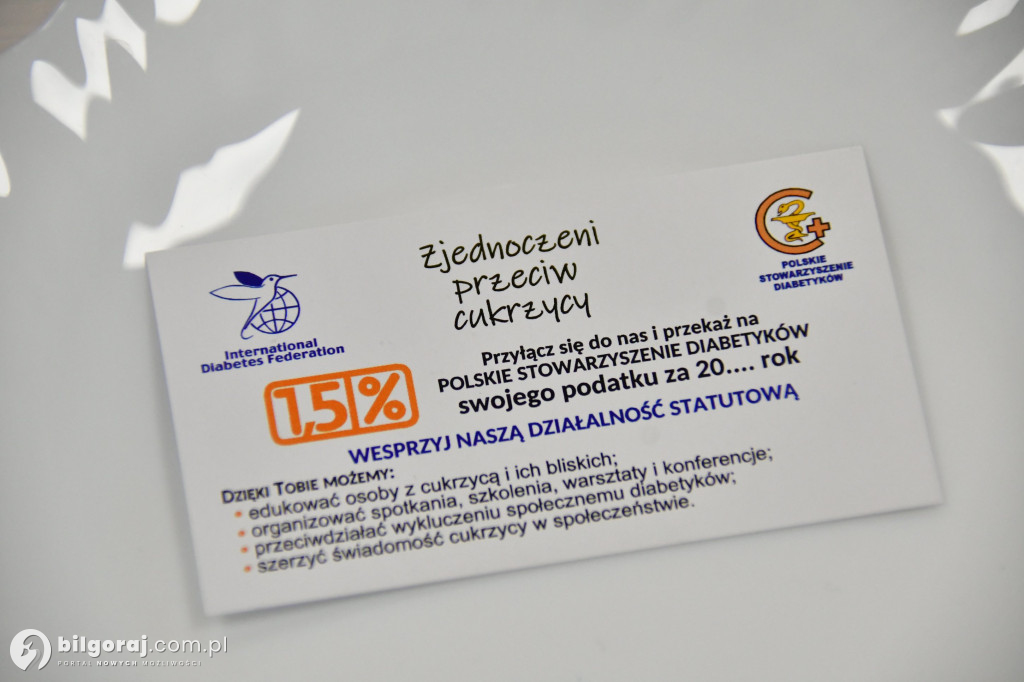 International
Diabetes Federation
Zjednoczeni
przeciw
cukrzycy
POLSKIE
STOWARZYSZENIE
DIABETYKÓW
1,5%
Przyłącz się do nas i przekaż na
POLSKIE STOWARZYSZENIE DIABETYKÓW
swojego podatku za 20.... rok
WESPRZYJ NASZĄ DZIAŁALNOŚĆ STATUTOWĄ
DZIĘKI TOBIE MOŻEMY:
• edukować osoby z cukrzycą i ich bliskich;
• organizować spotkania, szkolenia, warsztaty i konferencje;
• przeciwdziałać wykluczeniu społecznemu diabetyków;
• szerzyć świadomość cukrzycy w społeczeństwie.
bilgoraj.com.pl
PORTAL NOWYCH MOŻLIWOŚCI